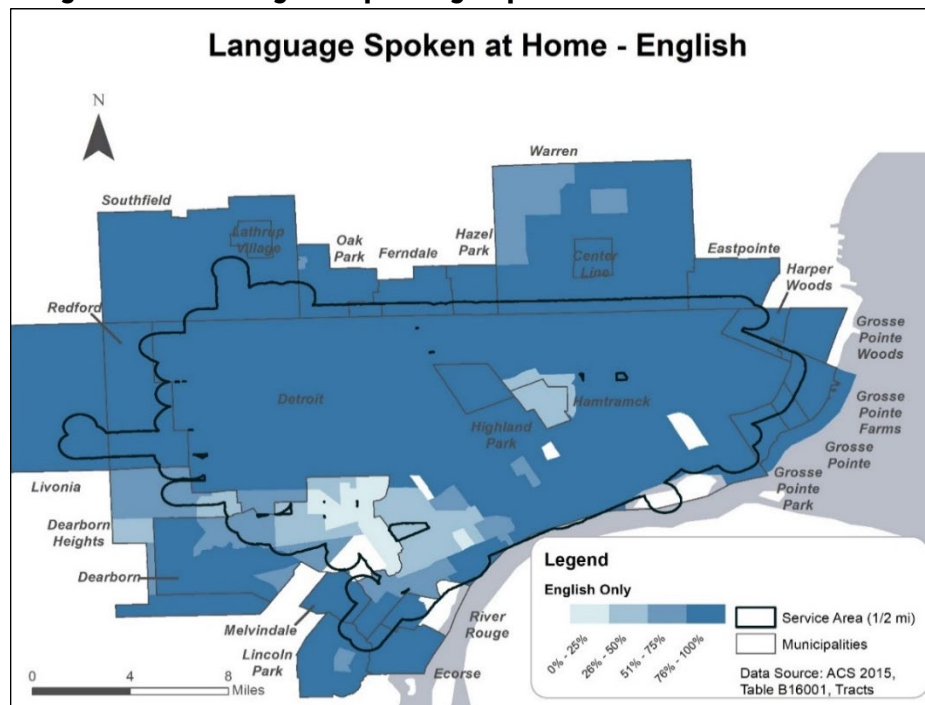 Language Spoken at Home - English
N
Warren
Southfield
Lathrup
Village
Oak
Park
Ferndale
Hazel
Park
Center
Line
Eastpointe
Harper
Woods
Redford
Grosse
Pointe
Woods
Detroit
Hamtramck
Highland
Park
Grosse
Pointe
Farms
Grosse
Pointe
Grosse
Pointe
Park
Livonia
Dearborn
Heights
Dearborn
Melvindale
River
Rouge
Lincoln
Park
Ecorse
0 4 8
Miles
Legend
English Only
0% - 25%
26% - 50%
51% - 75%
76% - 100%
Service Area (1/2 mi)
Municipalities
Data Source: ACS 2015,
Table B16001, Tracts